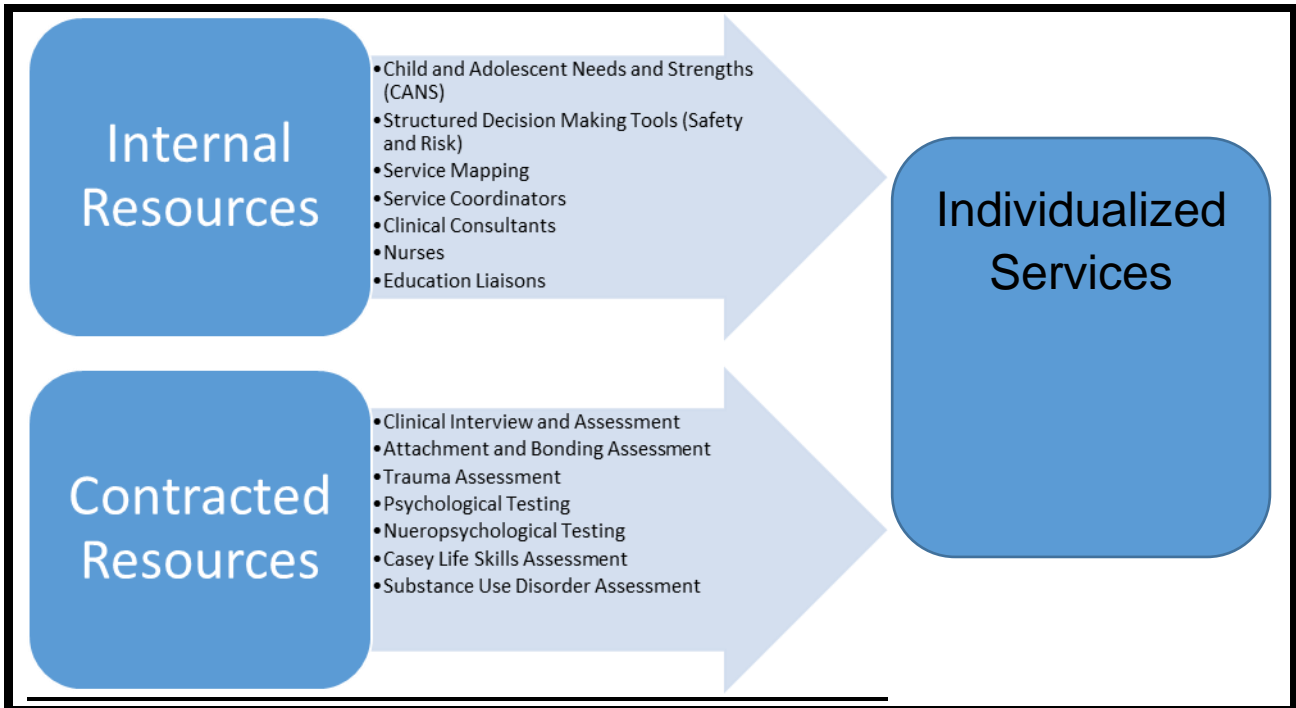 Internal
Resources
•Child and Adolescent Needs and Strengths
(CANS)
•Structured Decision Making Tools (Safety
and Risk)
•Service Mapping
•Service Coordinators
•Clinical Consultants
•Nurses
•Education Liaisons
Individualized
Services
Contracted
Resources
•Clinical Interview and Assessment
•Attachment and Bonding Assessment
•Trauma Assessment
•Psychological Testing
•Nueropsychological Testing
•Casey Life Skills Assessment
•Substance Use Disorder Assessment